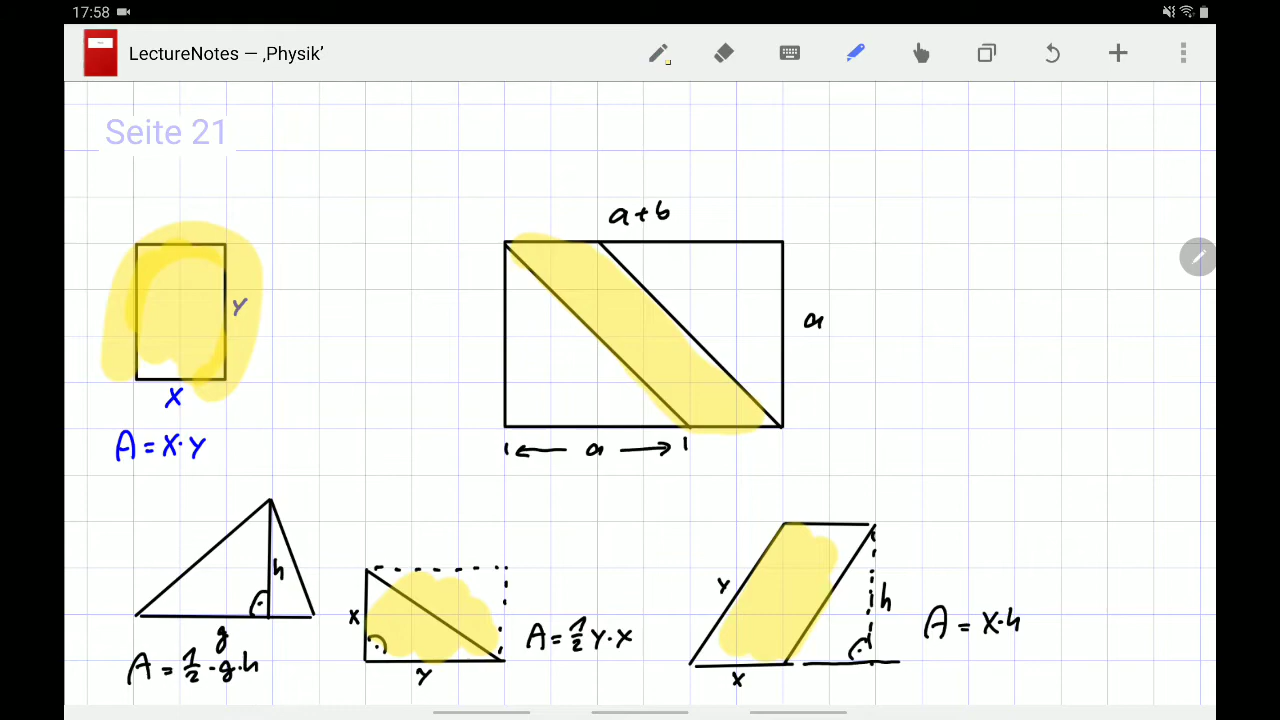 17:58
LectureNotes — ‚Physik‘
Seite 21
a+b
y
a
x
A = x·y
a
h
g
A = 1/2 · g·h
x
y
A = 1/2 y·x
y
h
x
A = x·h